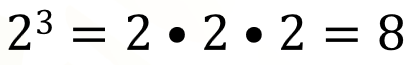 2³ = 2 • 2 • 2 = 8